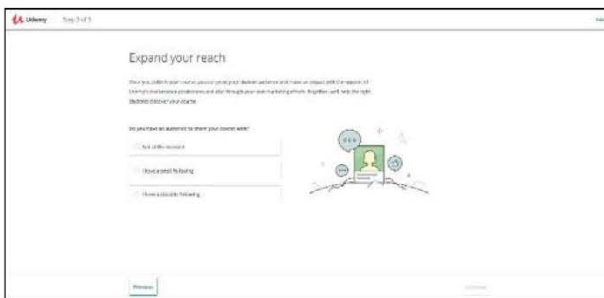 Udemy Step 3 of 3
Expand your reach
Once you publish your course, you can grow your student audience and make an impact with the support of
Udemy's marketplace promotions and also through your own marketing efforts. Together, we'll help the right
students discover your course.
Do you have an audience to share your course with?
Not at the moment
I have a small following
I have a sizeable following
Previous